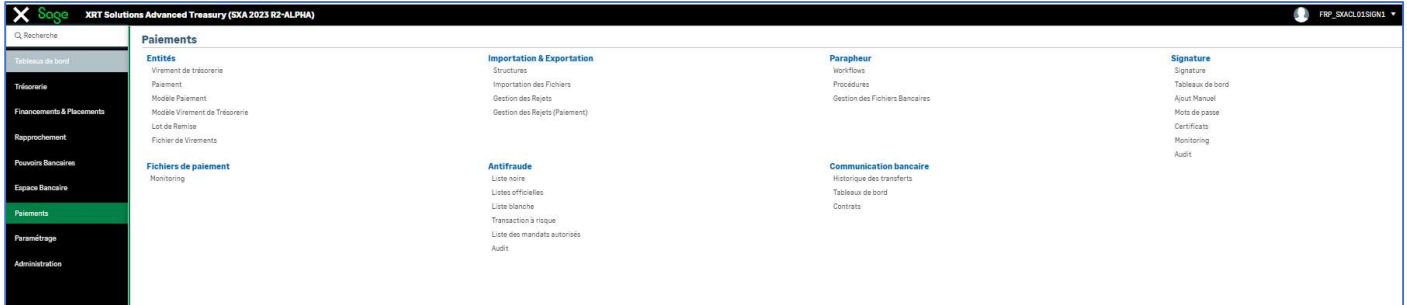 Sage XRT Solutions Advanced Treasury (SXA 2023 R2-ALPHA) FRP_SXACL01SIGN1
Recherche
Tableaux de bord
Trésorerie
Financements & Placements
Rapprochement
Pouvoirs Bancaires
Espace Bancaire
Paiements
Paramétrage
Administration
Paiements
Entités
Virement de trésorerie
Paiement
Modèle Paiement
Modèle Virement de Trésorerie
Lot de Remise
Fichier de Virements
Importation & Exportation
Structures
Importation des Fichiers
Gestion des Rejets
Gestion des Rejets (Paiement)
Parapheur
Workflows
Procédures
Gestion des Fichiers Bancaires
Signature
Signature
Tableaux de bord
Ajout Manuel
Mots de passe
Certificats
Monitoring
Audit
Fichiers de paiement
Monitoring
Antifraude
Liste noire
Listes officielles
Liste blanche
Transaction à risque
Liste des mandats autorisés
Audit
Communication bancaire
Historique des transferts
Tableaux de bord
Contrats